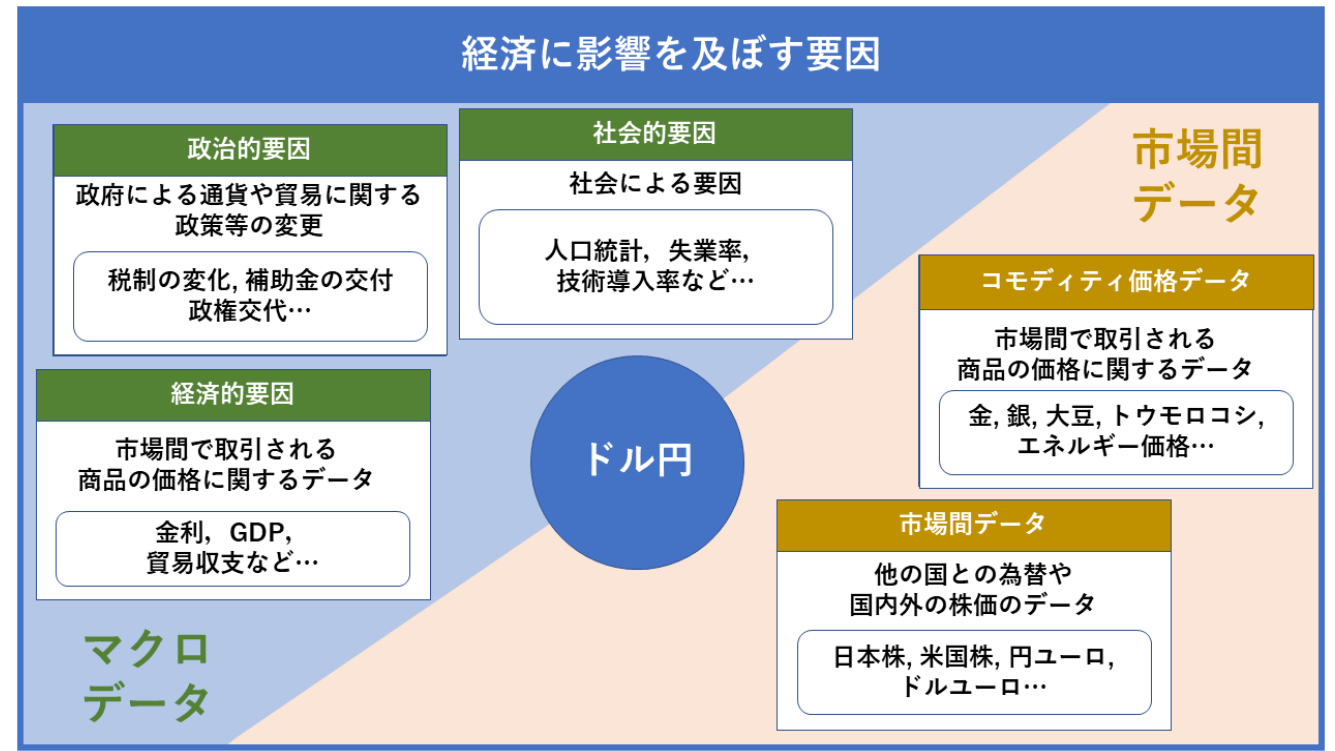 経済に影響を及ぼす要因
政治的要因
政府による通貨や貿易に関する
政策等の変更
税制の変化, 補助金の交付
政権交代…
社会的要因
社会による要因
人口統計, 失業率,
技術導入率など…
市場間
データ
コモディティ価格データ
市場間で取引される
商品の価格に関するデータ
金, 銀, 大豆, トウモロコシ,
エネルギー価格…
経済的要因
市場間で取引される
商品の価格に関するデータ
金利, GDP,
貿易収支など…
ドル円
市場間データ
他の国との為替や
国内外の株価のデータ
日本株, 米国株, 円ユーロ,
ドルユーロ…
マクロ
データ